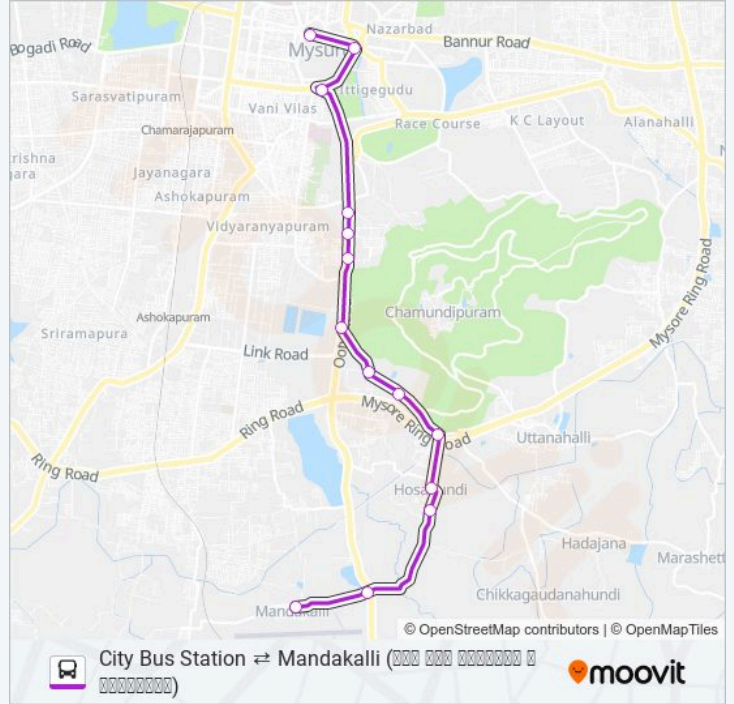 Nazarbad
Bogadi Road
Mysuru
Bannur Road
Ittigegudu
Sarasvatipuram
Vani Vilas
Race Course
K C Layout
Alanahalli
Chamarajapuram
Jayanagara
Ashokapuram
Vidyaranyapuram
Mysore Ring Road
Chamundipuram
Ashokapuram
Sriramapura
Link Road
Mysore Ring Road
Ring Road
Uttanahalli
Ring Road
Hosahundi
Hadajana
Marashett
Chikkagaudanahundi
Mandakalli
© OpenStreetMap contributors | © OpenMapTiles
City Bus Station ⇄ Mandakalli (
)
moovit